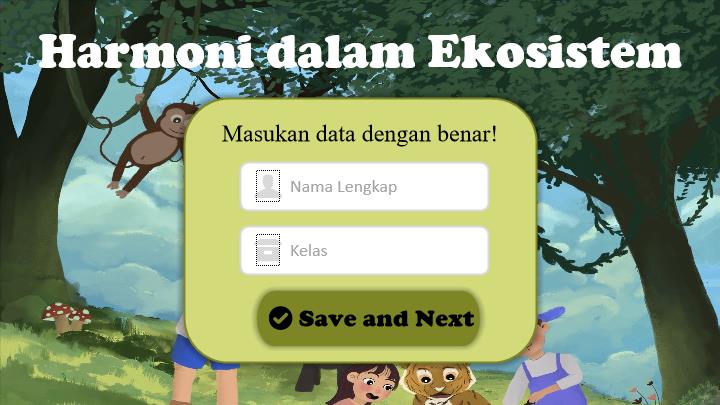 Harmoni dalam Ekosistem
Masukan data dengan benar!
Nama Lengkap
Kelas
Save and Next